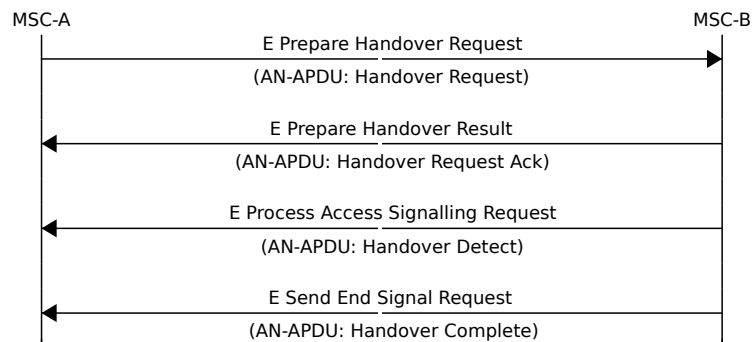 MSC-A
MSC-B
E Prepare Handover Request
(AN-APDU: Handover Request)
E Prepare Handover Result
(AN-APDU: Handover Request Ack)
E Process Access Signalling Request
(AN-APDU: Handover Detect)
E Send End Signal Request
(AN-APDU: Handover Complete)